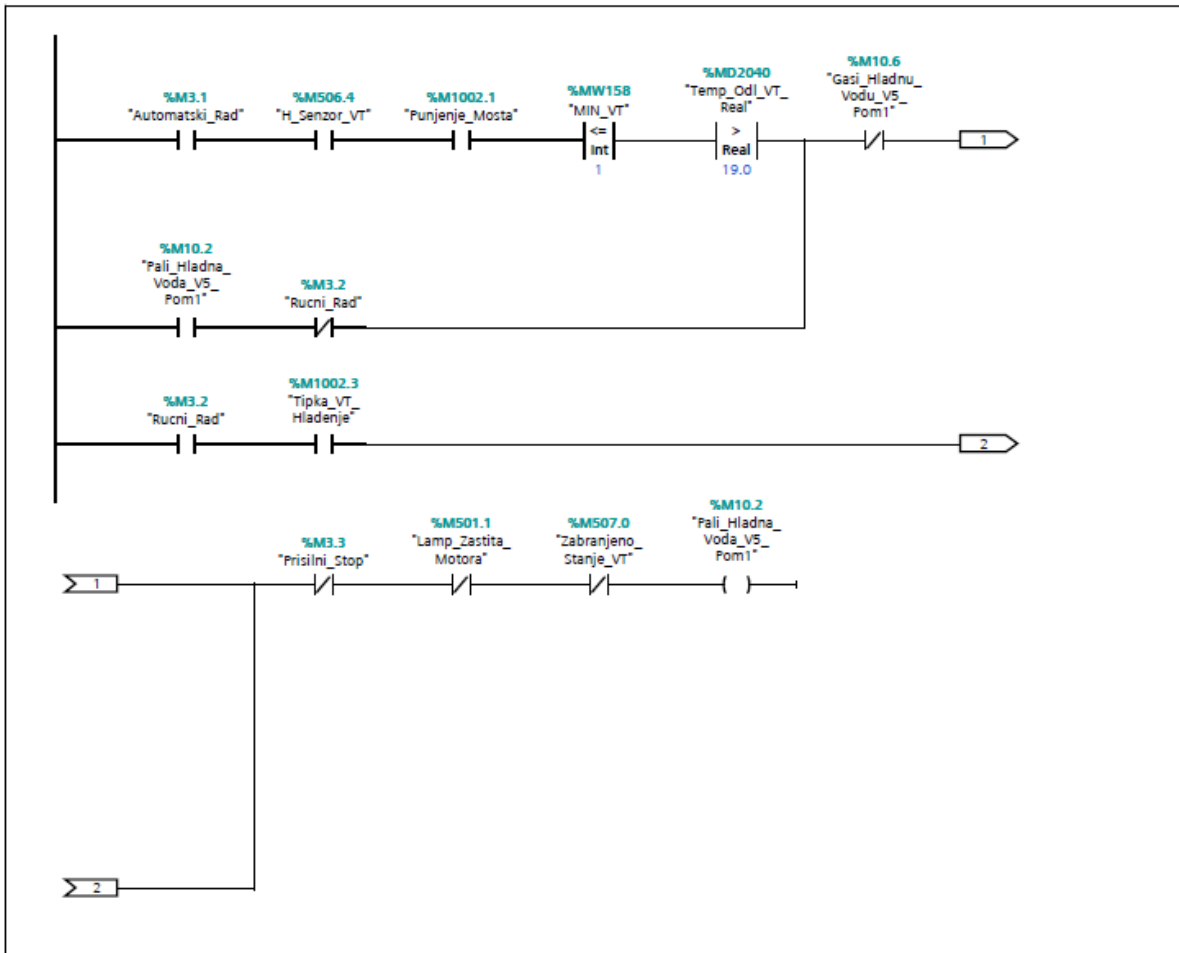 %M3.1
"Automatski_Rad"
%M506.4
"H_Senzor_VT"
%M1002.1
"Punjenje_Mosta"
%MW158
"MIN_VT"
<=
Int
1
%MD2040
"Temp_Odl_VT_
Real"
>
Real
19.0
%M10.6
"Gasi_Hladnu_
Vodu_V5_
Pom1"
1
%M10.2
"Pali_Hladna_
Voda_V5_
Pom1"
%M3.2
"Rucni_Rad"
%M3.2
"Rucni_Rad"
%M1002.3
"Tipka_VT_
Hladenje"
2
1
%M3.3
"Prisilni_Stop"
%M501.1
"Lamp_Zastita_
Motora"
%M507.0
"Zabranjeno_
Stanje_VT"
%M10.2
"Pali_Hladna_
Voda_V5_
Pom1"
2